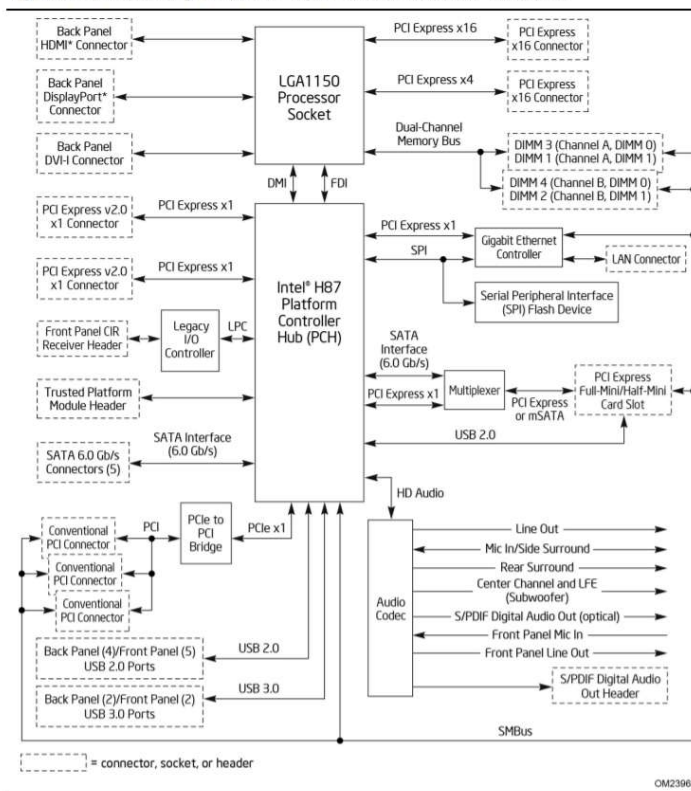 Back Panel
HDMI* Connector
PCI Express x16
PCI Express
x16 Connector
LGA1150
Processor
Socket
Back Panel
DisplayPort*
Connector
PCI Express x4
PCI Express
x16 Connector
Back Panel
DVI-I Connector
Dual-Channel
Memory Bus
DIMM 3 (Channel A, DIMM 0)
DIMM 1 (Channel A, DIMM 1)
DIMM 4 (Channel B, DIMM 0)
DIMM 2 (Channel B, DIMM 1)
DMI
FDI
PCI Express v2.0
x1 Connector
PCI Express x1
PCI Express x1
Gigabit Ethernet
Controller
SPI
LAN Connector
PCI Express v2.0
x1 Connector
PCI Express x1
Intel® H87
Platform
Controller
Hub (PCH)
Serial Peripheral Interface
(SPI) Flash Device
Front Panel CIR
Receiver Header
Legacy
I/O
Controller
LPC
SATA
Interface
(6.0 Gb/s)
PCI Express x1
Multiplexer
PCI Express
or mSATA
PCI Express
Full-Mini/Half-Mini
Card Slot
Trusted Platform
Module Header
USB 2.0
SATA 6.0 Gb/s
Connectors (5)
SATA Interface
(6.0 Gb/s)
HD Audio
Conventional
PCI Connector
PCI
PCIe to
PCI
Bridge
PCIe x1
Conventional
PCI Connector
Conventional
PCI Connector
Audio
Codec
Line Out
Mic In/Side Surround
Rear Surround
Center Channel and LFE
(Subwoofer)
S/PDIF Digital Audio Out (optical)
Front Panel Mic In
Front Panel Line Out
S/PDIF Digital Audio
Out Header
Back Panel (4)/Front Panel (5)
USB 2.0 Ports
USB 2.0
Back Panel (2)/Front Panel (2)
USB 3.0 Ports
USB 3.0
SMBus
= connector, socket, or header
OM2396